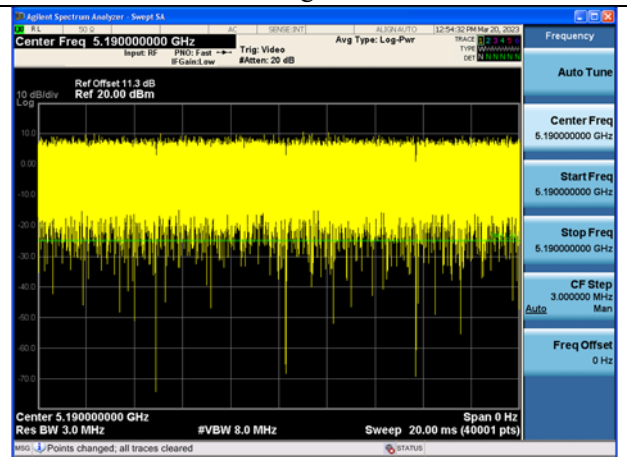 Agilent Spectrum Analyzer - Swept SA
RL 50 Ω AC SENSE:INT ALIGN AUTO 12:54:32 PM Mar 20, 2023
Center Freq 5.190000000 GHz
Input: RF PNO: Fast IFGain:Low
Trig: Video
#Atten: 20 dB
Avg Type: Log-Pwr
TRACE 1 2 3 4 5 6
TYPE
DET N N N N N N
Ref Offset 11.3 dB
10 dB/div Ref 20.00 dBm
Log
10.0
0.00
-10.0
-20.0
-30.0
-40.0
-50.0
-60.0
-70.0
Center 5.190000000 GHz Span 0 Hz
Res BW 3.0 MHz #VBW 8.0 MHz Sweep 20.00 ms (40001 pts)
MSG Points changed; all traces cleared STATUS
Frequency
Auto Tune
Center Freq
5.190000000 GHz
Start Freq
5.190000000 GHz
Stop Freq
5.190000000 GHz
CF Step
3.000000 MHz
Auto Man
Freq Offset
0 Hz